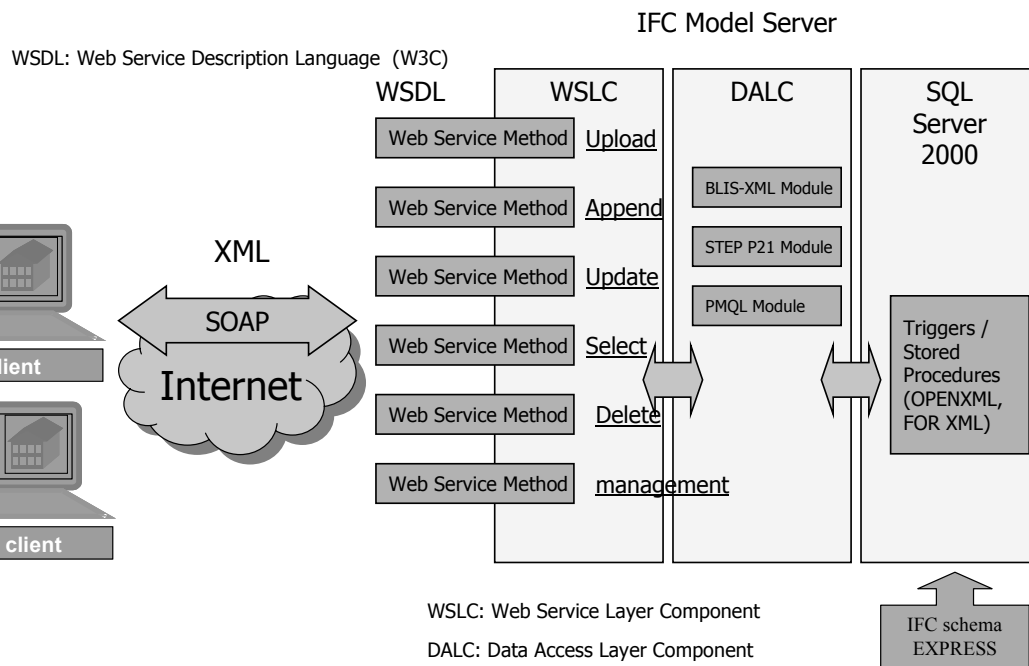 IFC Model Server
WSDL: Web Service Description Language (W3C)
WSDL
WSLC
DALC
SQL
Server
2000
Web Service Method Upload
Web Service Method Append
Web Service Method Update
Web Service Method Select
Web Service Method Delete
Web Service Method management
BLIS-XML Module
STEP P21 Module
PMQL Module
Triggers /
Stored
Procedures
(OPENXML,
FOR XML)
XML
SOAP
Internet
client
WSLC: Web Service Layer Component
DALC: Data Access Layer Component
IFC schema
EXPRESS